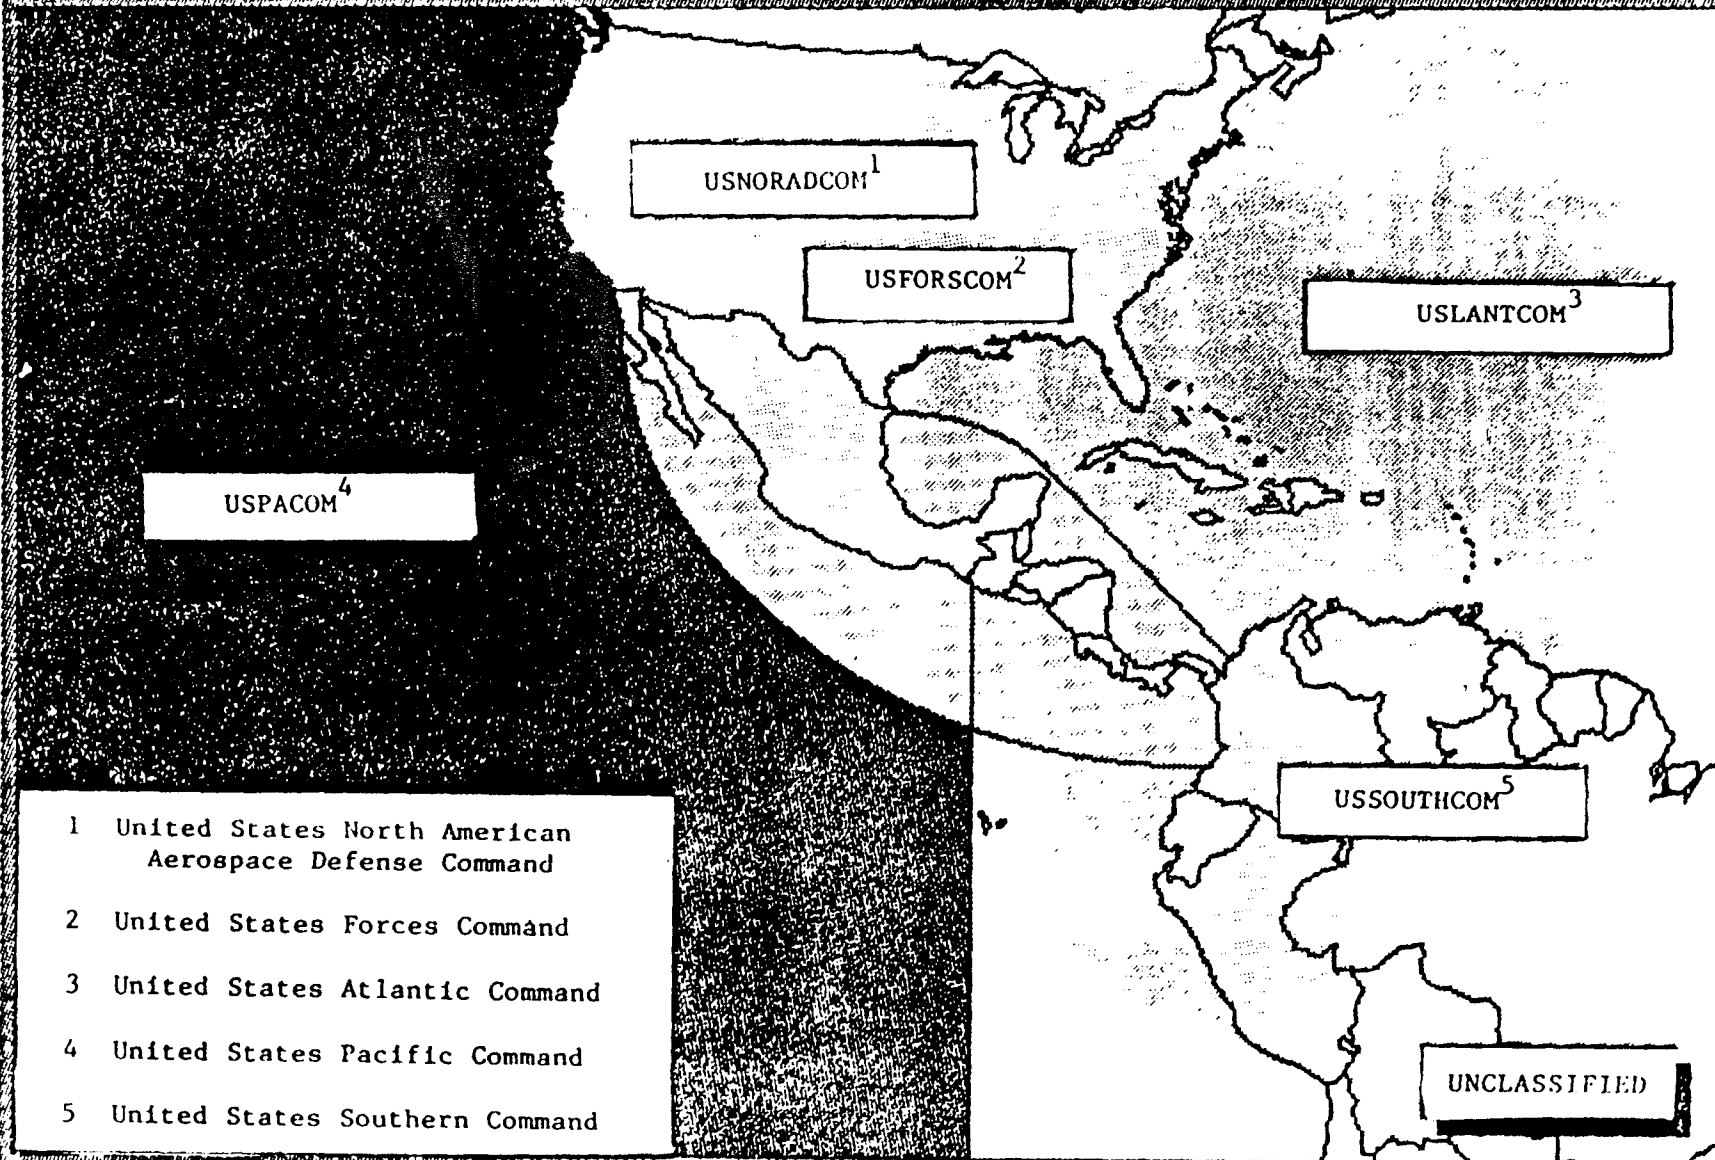 USNORADCOM1
USFORSCOM2
USLANTCOM3
USPACOM4
USSOUTHCOM5
1 United States North American
Aerospace Defense Command
2 United States Forces Command
3 United States Atlantic Command
4 United States Pacific Command
5 United States Southern Command
UNCLASSIFIED